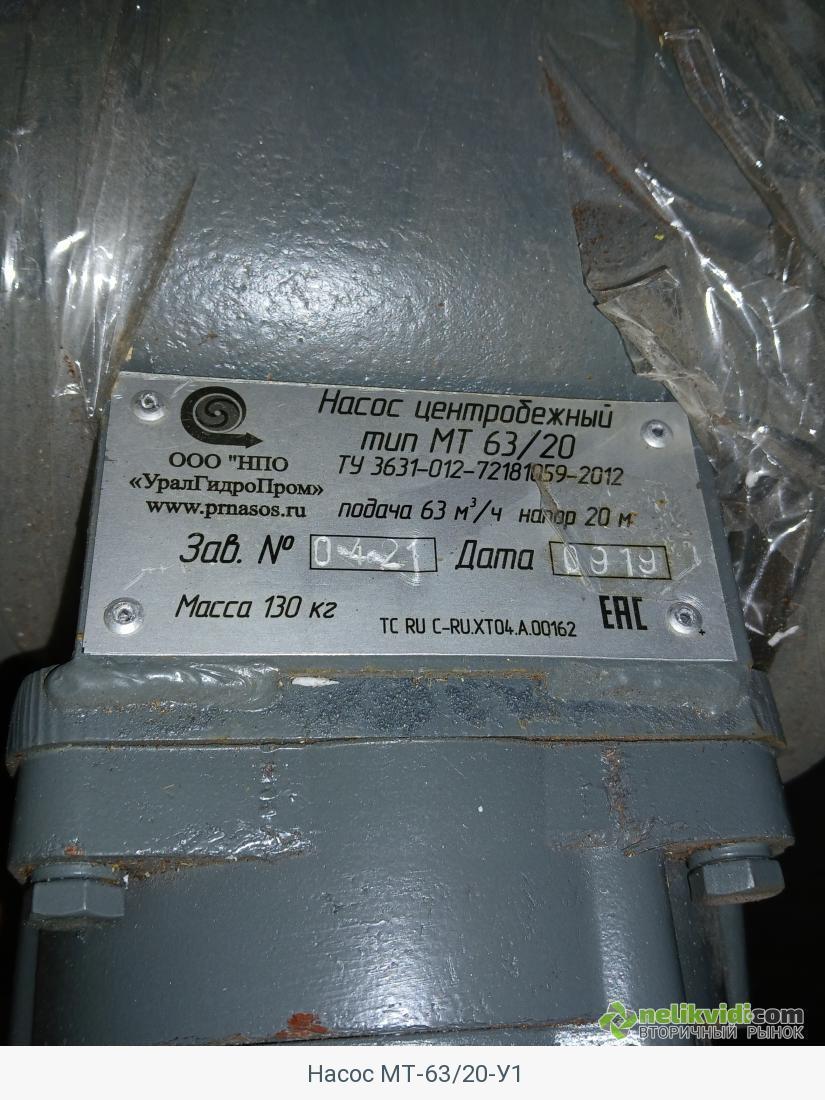 Насос центробежный
тип МТ 63/20
ТУ 3631-012-72181059-2012
ООО "НПО
«УралГидроПром»
www.prnasos.ru
подача 63 м³/ч напор 20 м
Зав. № 0421 Дата 0919
Масса 130 кг
ТС RU C-RU.ХТ04.А.00162
ЕАС
nelikvidi.com
ВТОРИЧНЫЙ РЫНОК
Насос МТ-63/20-У1